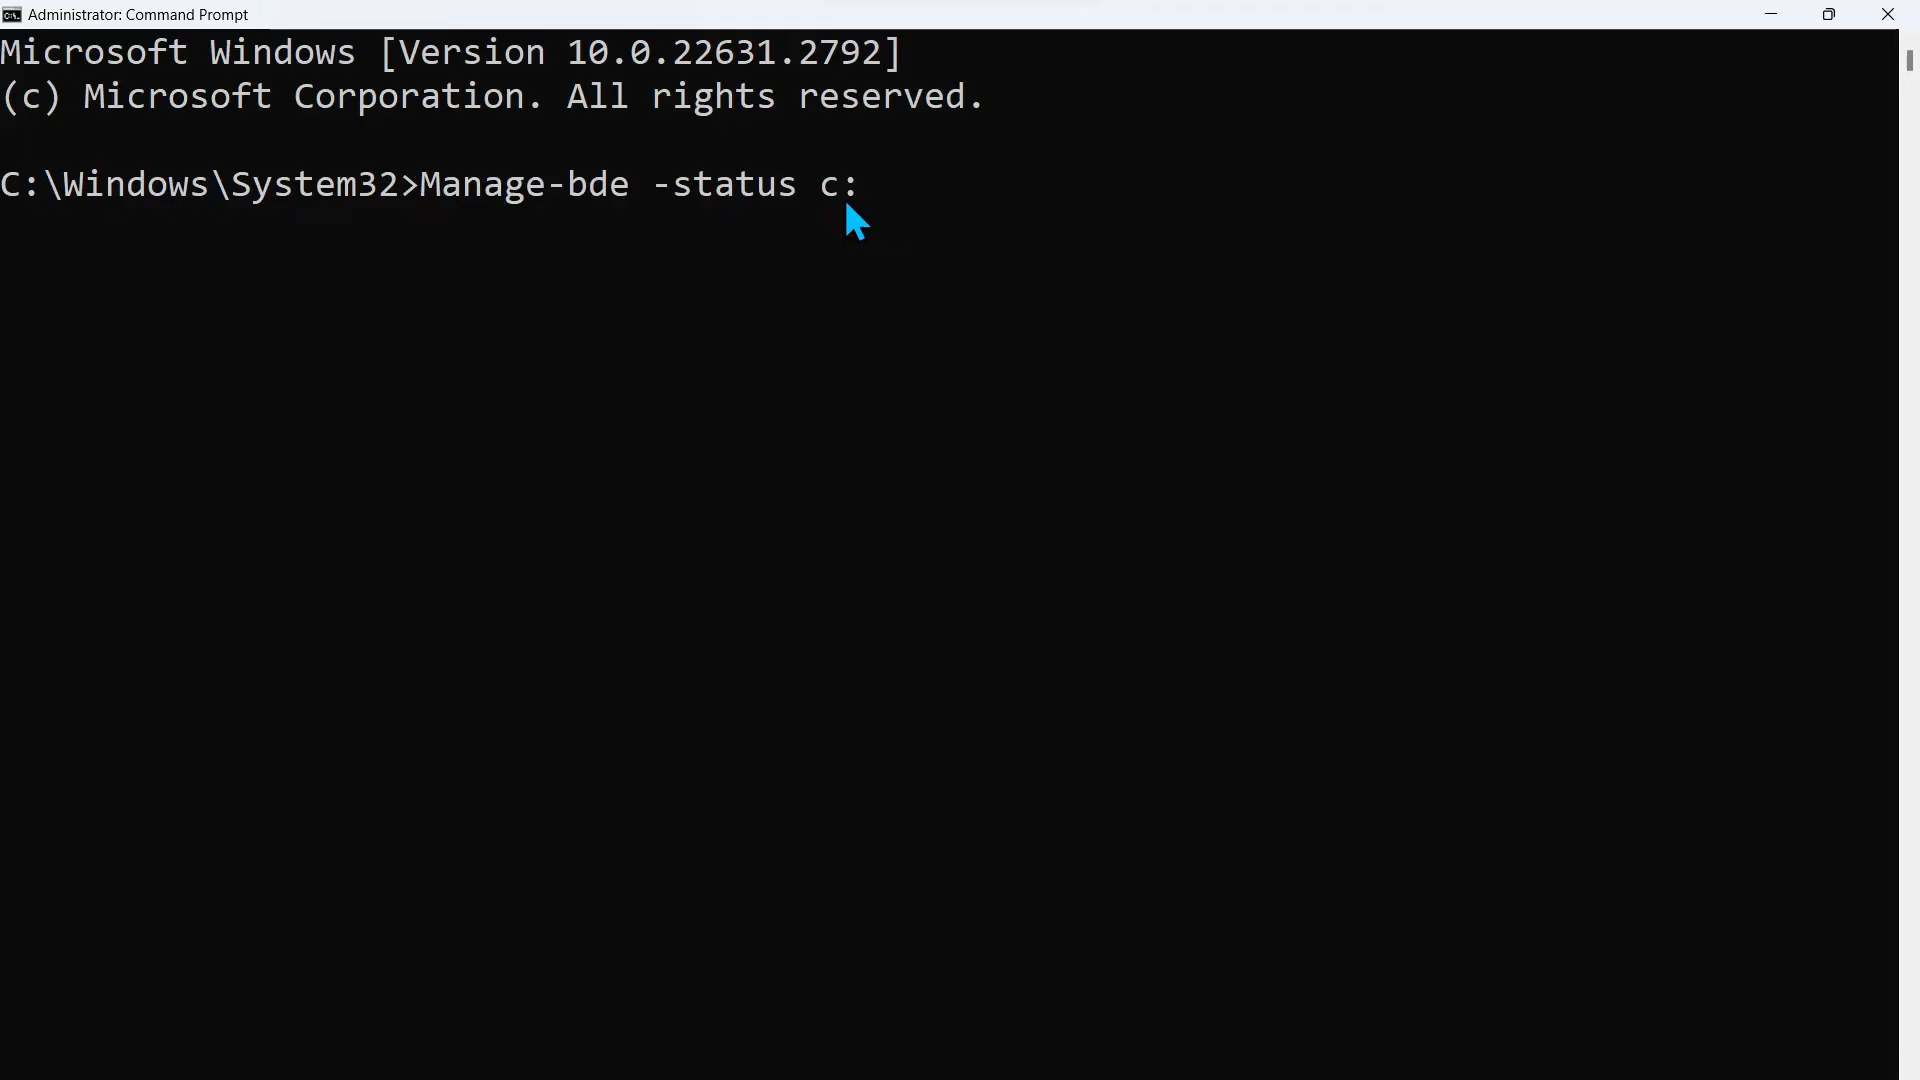 Administrator: Command Prompt
Microsoft Windows [Version 10.0.22631.2792]
(c) Microsoft Corporation. All rights reserved.
C:\Windows\System32>Manage-bde -status c: